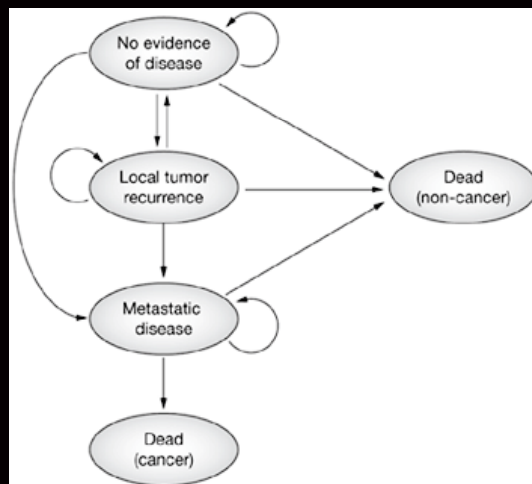 No evidence
of disease
Local tumor
recurrence
Dead
(non-cancer)
Metastatic
disease
Dead
(cancer)